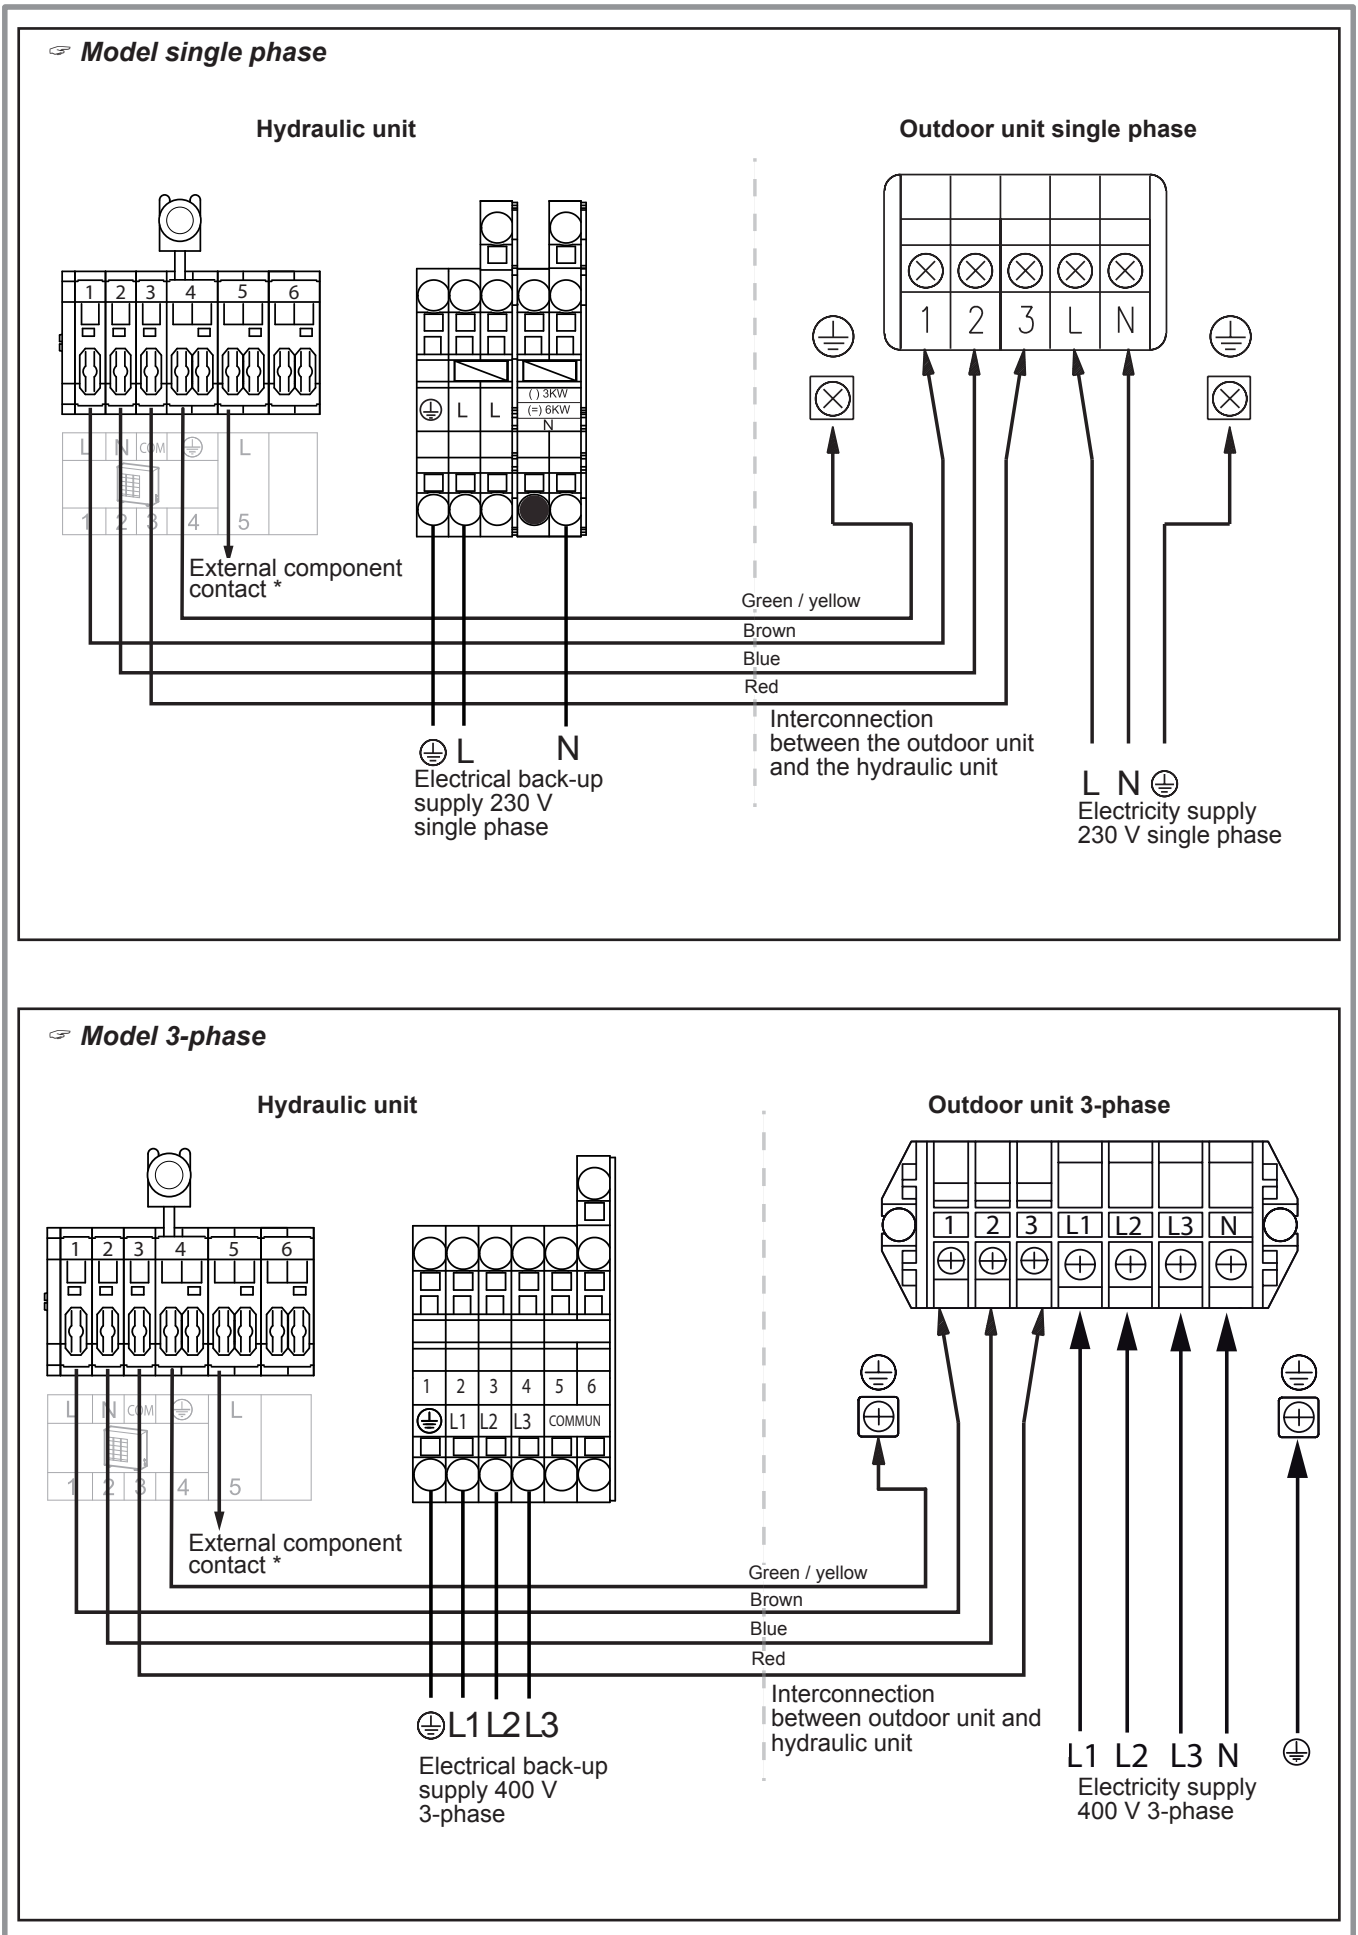 ☞ Model single phase
Hydraulic unit
Outdoor unit single phase
1 2 3 4 5 6
L N COM L
1 2 3 4 5
External component
contact *
( ) 3KW
(=) 6KW
L L N
1 2 3 L N
Green / yellow
Brown
Blue
Red
Interconnection
between the outdoor unit
and the hydraulic unit
L N
Electrical back-up
supply 230 V
single phase
L N
Electricity supply
230 V single phase
☞ Model 3-phase
Hydraulic unit
Outdoor unit 3-phase
1 2 3 4 5 6
L N COM L
1 2 3 4 5
External component
contact *
1 2 3 4 5 6
L1 L2 L3 COMMUN
1 2 3 L1 L2 L3 N
Green / yellow
Brown
Blue
Red
Interconnection
between outdoor unit and
hydraulic unit
L1 L2 L3
Electrical back-up
supply 400 V
3-phase
L1 L2 L3 N
Electricity supply
400 V 3-phase